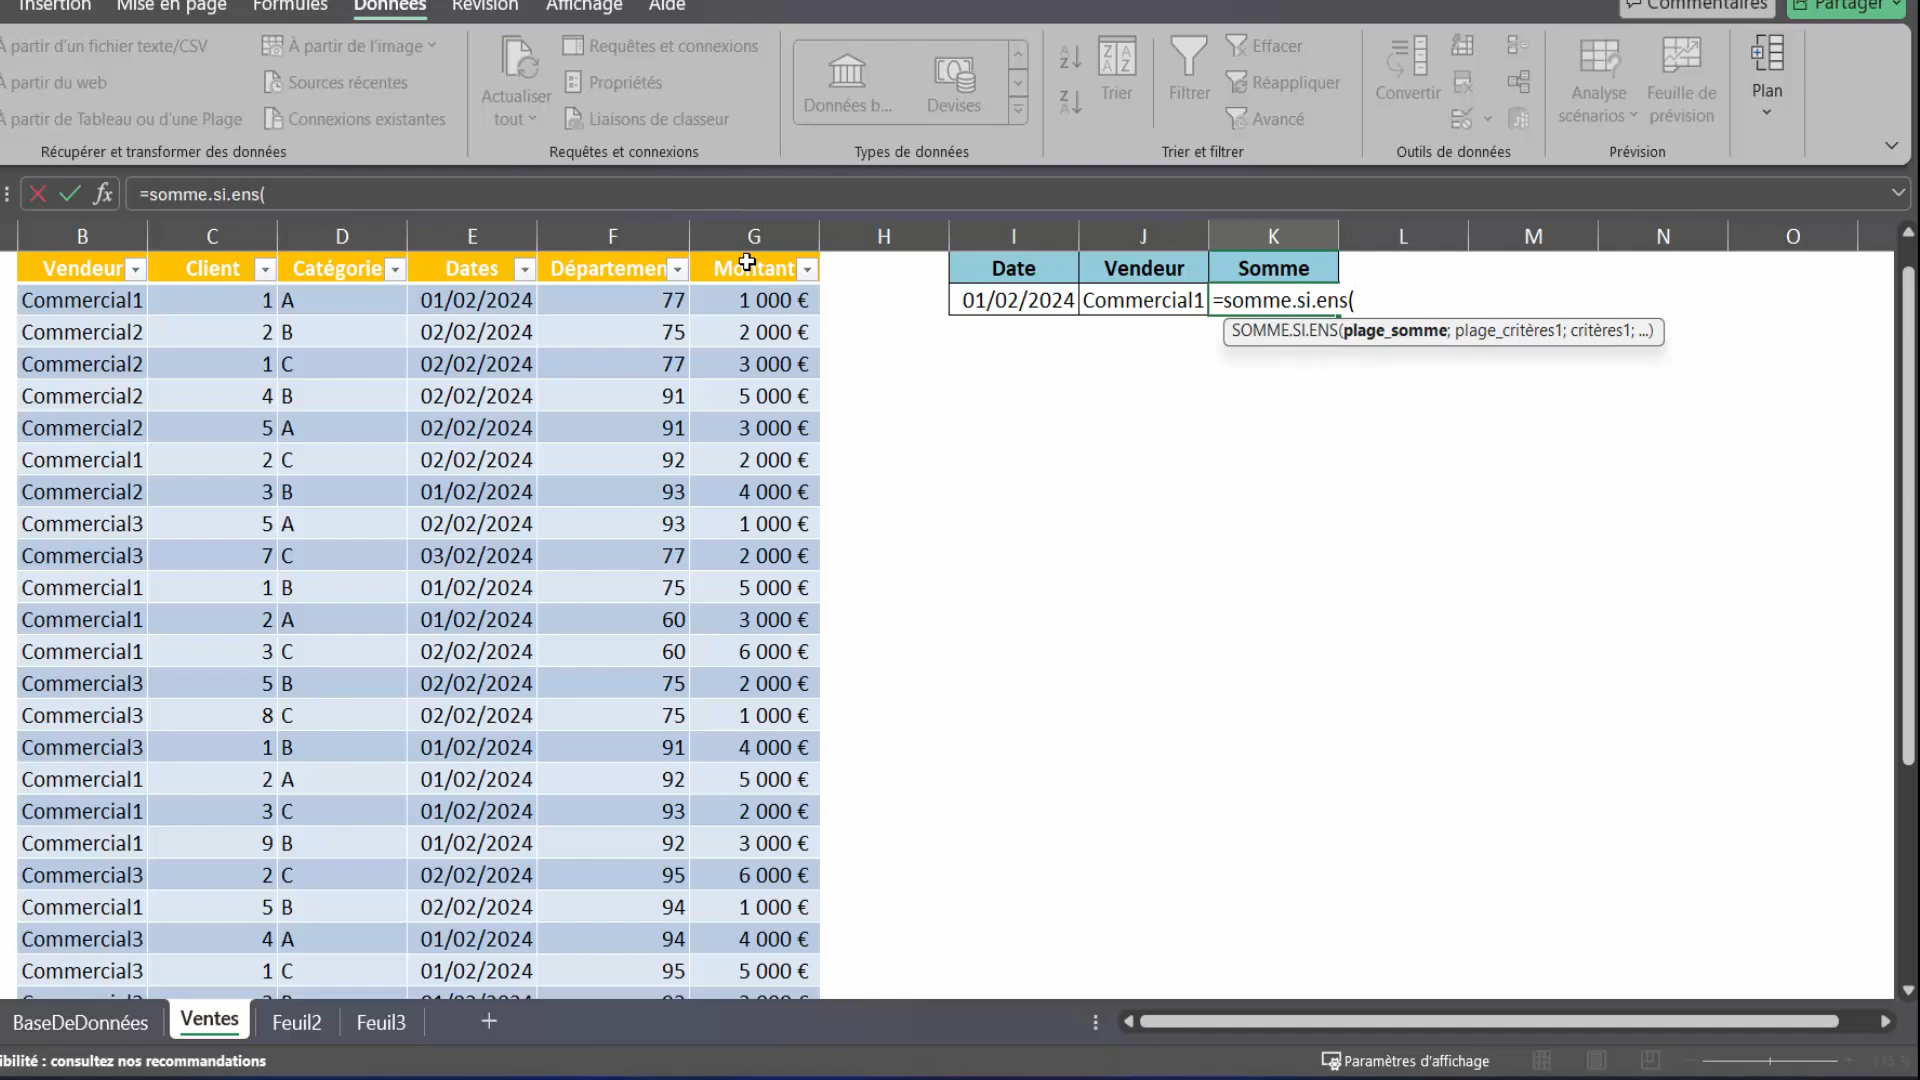 Insertion Mise en page Formules Données Révision Affichage Aide Commentaires Partager
À partir d'un fichier texte/CSV
À partir du web
À partir de Tableau ou d'une Plage
À partir de l'image
Sources récentes
Connexions existantes
Récupérer et transformer des données
Actualiser
tout
Requêtes et connexions
Propriétés
Liaisons de classeur
Requêtes et connexions
Données b...
Devises
Types de données
Trier
Filtrer
Effacer
Réappliquer
Avancé
Trier et filtrer
Convertir
Outils de données
Analyse
scénarios
Feuille de
prévision
Prévision
Plan
fx =somme.si.ens(
B C D E F G H I J K L M N O
Vendeur Client Catégorie Dates Départemen Montant Date Vendeur Somme
Commercial1 1 A 01/02/2024 77 1 000 € 01/02/2024 Commercial1 =somme.si.ens(
SOMME.SI.ENS(plage_somme; plage_critères1; critères1; ...)
Commercial2 2 B 02/02/2024 75 2 000 €
Commercial2 1 C 02/02/2024 77 3 000 €
Commercial2 4 B 02/02/2024 91 5 000 €
Commercial2 5 A 02/02/2024 91 3 000 €
Commercial1 2 C 02/02/2024 92 2 000 €
Commercial2 3 B 01/02/2024 93 4 000 €
Commercial3 5 A 02/02/2024 93 1 000 €
Commercial3 7 C 03/02/2024 77 2 000 €
Commercial1 1 B 01/02/2024 75 5 000 €
Commercial1 2 A 01/02/2024 60 3 000 €
Commercial1 3 C 02/02/2024 60 6 000 €
Commercial3 5 B 02/02/2024 75 2 000 €
Commercial3 8 C 02/02/2024 75 1 000 €
Commercial3 1 B 01/02/2024 91 4 000 €
Commercial1 2 A 01/02/2024 92 5 000 €
Commercial1 3 C 01/02/2024 93 2 000 €
Commercial1 9 B 01/02/2024 92 3 000 €
Commercial3 2 C 02/02/2024 95 6 000 €
Commercial1 5 B 02/02/2024 94 1 000 €
Commercial3 4 A 01/02/2024 94 4 000 €
Commercial3 1 C 01/02/2024 95 5 000 €
BaseDeDonnées Ventes Feuil2 Feuil3
ibilité : consultez nos recommandations Paramètres d'affichage